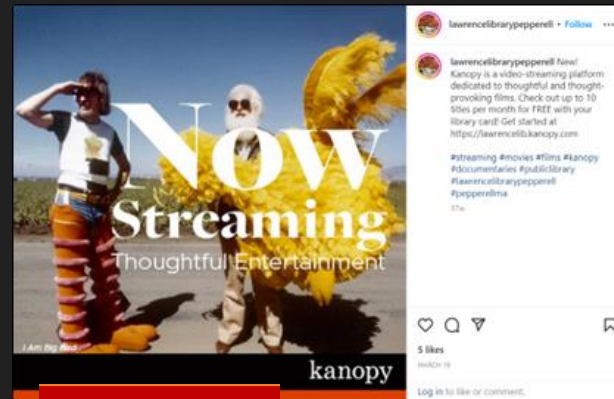 Now
Streaming
Thoughtful Entertainment
I Am Big Bird
kanopy
lawrencelibrarypepperell • Follow
lawrencelibrarypepperell New!
Kanopy is a video-streaming platform
dedicated to thoughtful and thought-
provoking films. Check out up to 10
titles per month for FREE with your
library card! Get started at
https://lawrencelib.kanopy.com
#streaming #movies #films #kanopy
#documentaries #publiclibrary
#lawrencelibrarypepperell
#pepperellma
37w
5 likes
MARCH 19
Log in to like or comment.